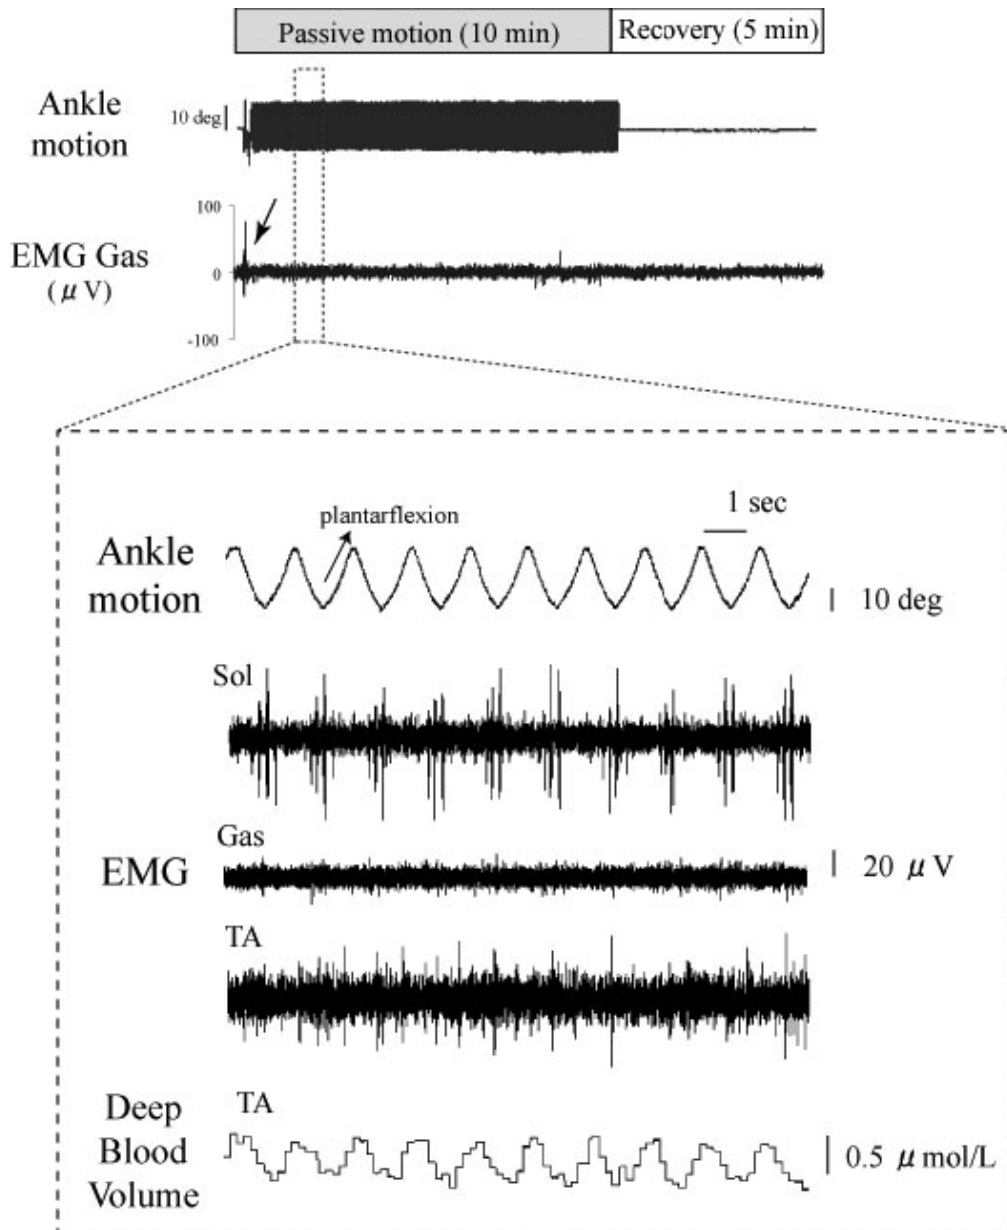 Passive motion (10 min)
Recovery (5 min)
Ankle
motion
10 deg
EMG Gas
(μV)
100
0
-100
plantarflexion
1 sec
Ankle
motion
10 deg
Sol
Gas
EMG
20 μV
TA
Deep
Blood
Volume
TA
0.5 μmol/L